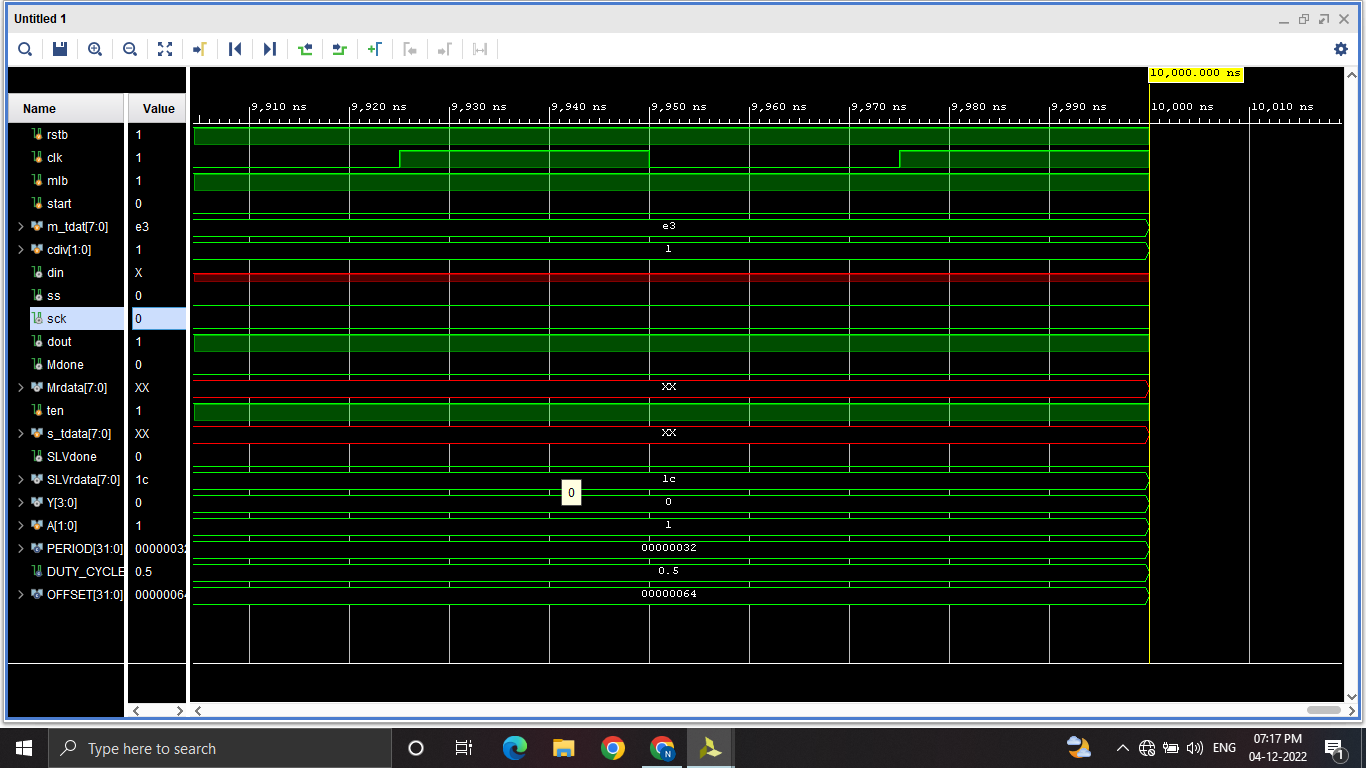 Untitled 1
10,000.000 ns
Name Value
9,910 ns 9,920 ns 9,930 ns 9,940 ns 9,950 ns 9,960 ns 9,970 ns 9,980 ns 9,990 ns 10,000 ns 10,010 ns
rstb 1
clk 1
mlb 1
start 0
m_tdat[7:0] e3 e3
cdiv[1:0] 1 1
din X
ss 0
sck 0
dout 1
Mdone 0
Mrdata[7:0] XX XX
ten 1
s_tdata[7:0] XX XX
SLVdone 0
SLVrdata[7:0] 1c 1c
0
Y[3:0] 0 0
A[1:0] 1 1
PERIOD[31:0] 00000032 00000032
DUTY_CYCLE 0.5 0.5
OFFSET[31:0] 00000064 00000064
Type here to search
N
ENG
07:17 PM
04-12-2022
1